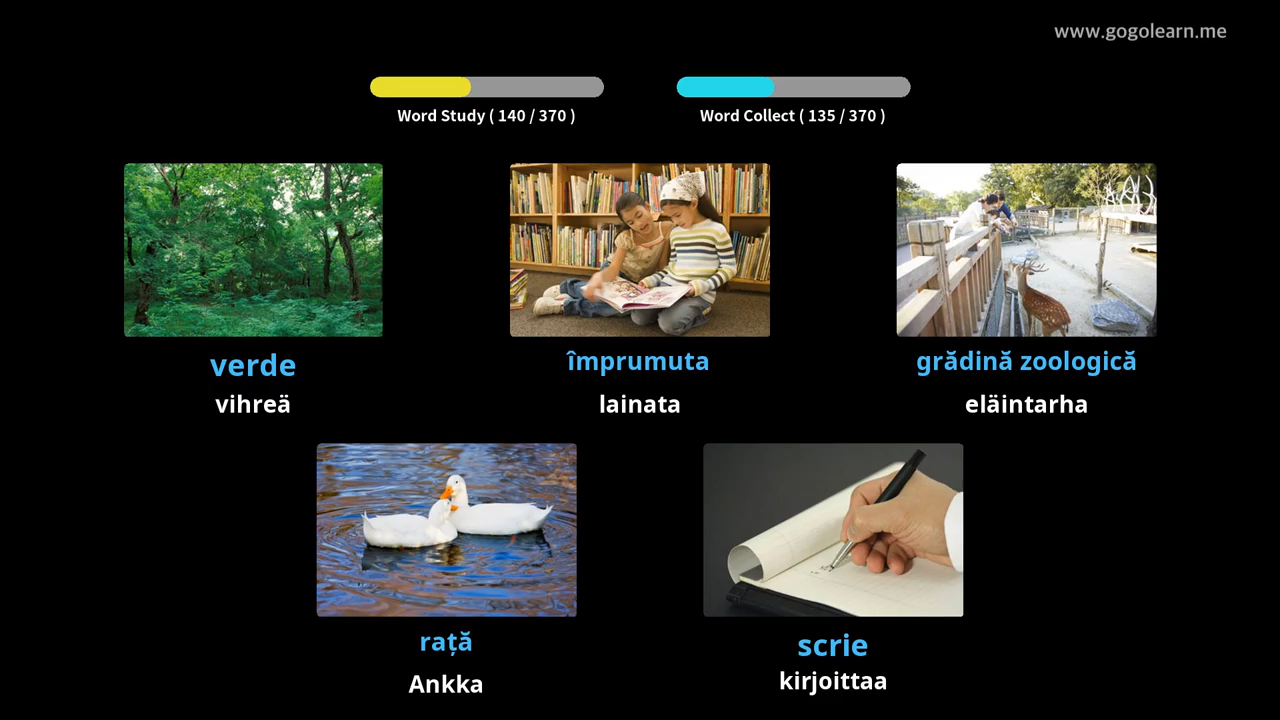 www.gogolearn.me
Word Study ( 140 / 370 )
Word Collect ( 135 / 370 )
verde
vihreä
împrumuta
lainata
grădină zoologică
eläintarha
rață
Ankka
scrie
kirjoittaa